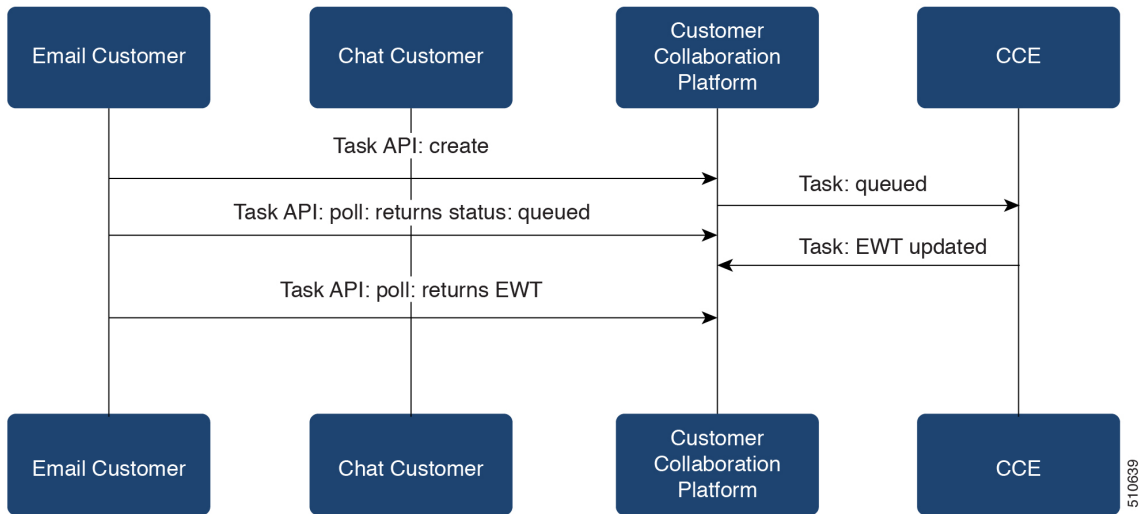 Email Customer
Chat Customer
Customer
Collaboration
Platform
CCE
Task API: create
Task: queued
Task API: poll: returns status: queued
Task: EWT updated
Task API: poll: returns EWT
Email Customer
Chat Customer
Customer
Collaboration
Platform
CCE
510639